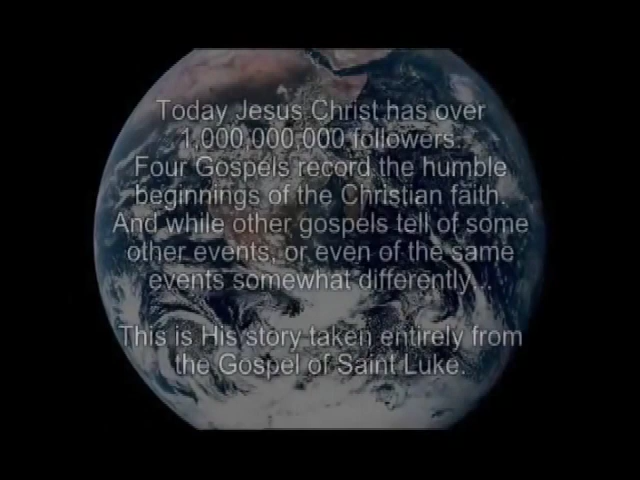 Today Jesus Christ has over
1,000,000,000 followers.
Four Gospels record the humble
beginnings of the Christian faith.
And while other gospels tell of some
other events, or even of the same
events somewhat differently...
This is His story taken entirely from
the Gospel of Saint Luke.